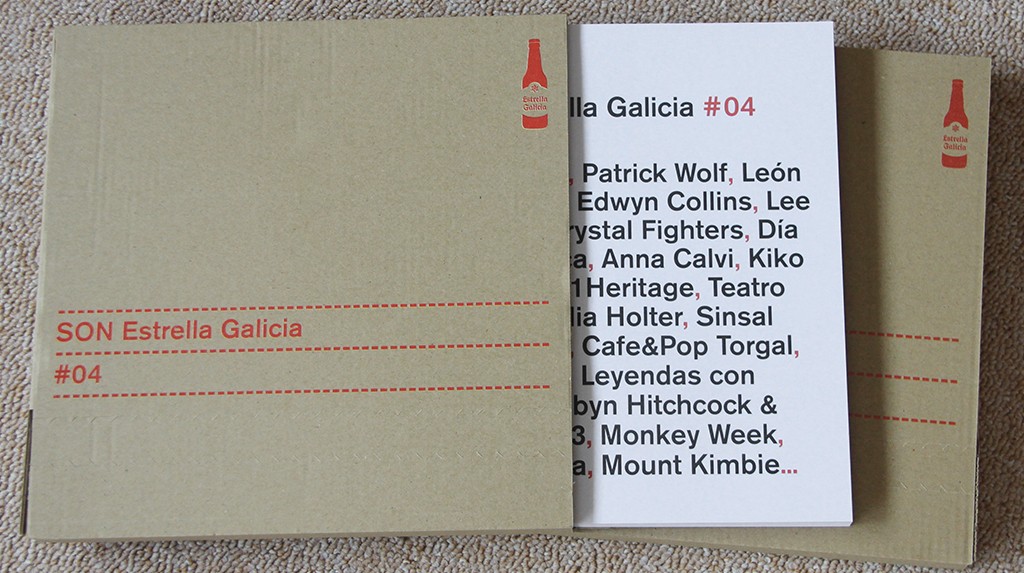 Estrella
Galicia
SON Estrella Galicia
#04
lla Galicia #04
, Patrick Wolf, León
Edwyn Collins, Lee
rystal Fighters, Día
a, Anna Calvi, Kiko
1Heritage, Teatro
lia Holter, Sinsal
, Cafe&Pop Torgal,
Leyendas con
byn Hitchcock &
3, Monkey Week,
a, Mount Kimbie...
Estrella
Galicia